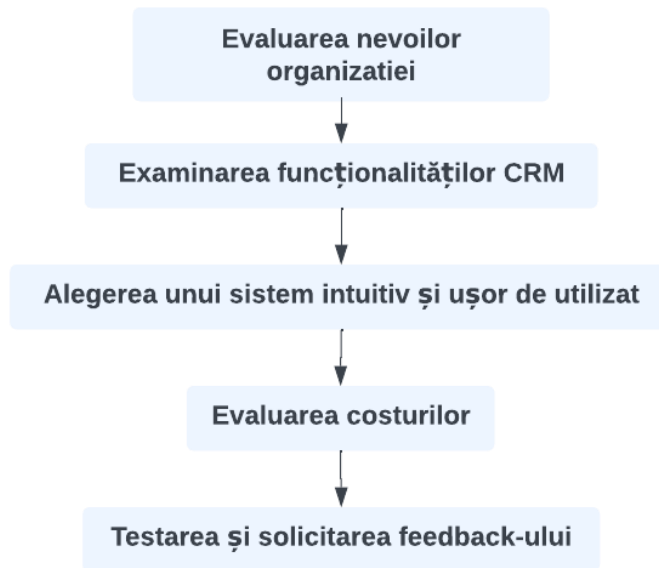 Evaluarea nevoilor
organizatiei
Examinarea funcționalităților CRM
Alegerea unui sistem intuitiv și ușor de utilizat
Evaluarea costurilor
Testarea și solicitarea feedback-ului